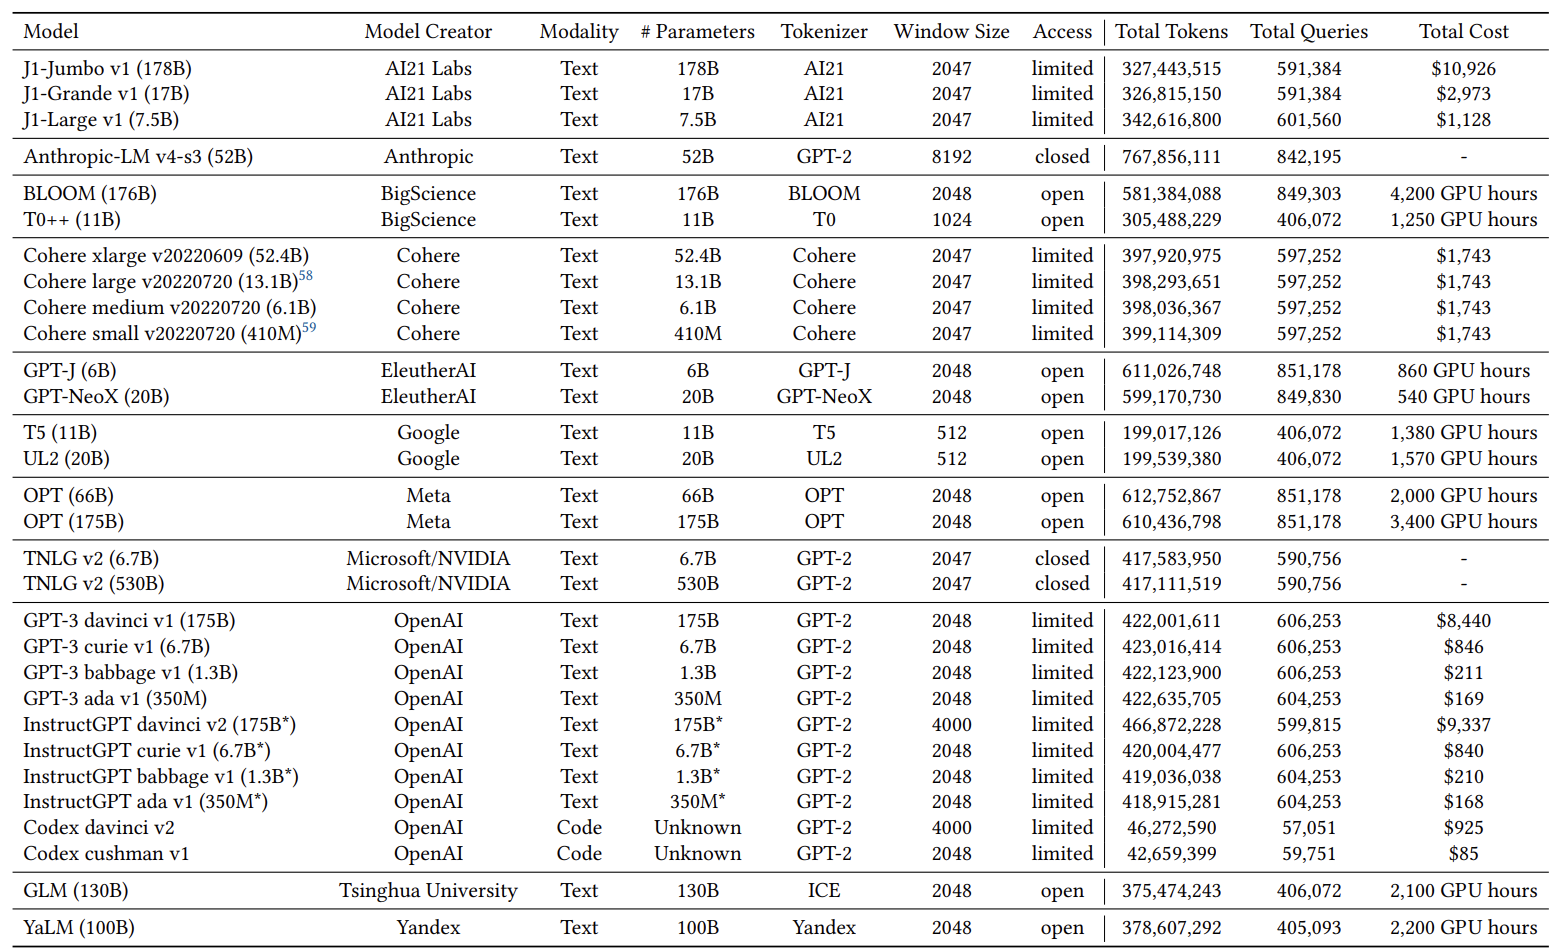 Model Model Creator Modality # Parameters Tokenizer Window Size Access Total Tokens Total Queries Total Cost
J1-Jumbo v1 (178B) AI21 Labs Text 178B AI21 2047 limited 327,443,515 591,384 $10,926
J1-Grande v1 (17B) AI21 Labs Text 17B AI21 2047 limited 326,815,150 591,384 $2,973
J1-Large v1 (7.5B) AI21 Labs Text 7.5B AI21 2047 limited 342,616,800 601,560 $1,128
Anthropic-LM v4-s3 (52B) Anthropic Text 52B GPT-2 8192 closed 767,856,111 842,195 -
BLOOM (176B) BigScience Text 176B BLOOM 2048 open 581,384,088 849,303 4,200 GPU hours
T0++ (11B) BigScience Text 11B T0 1024 open 305,488,229 406,072 1,250 GPU hours
Cohere xlarge v20220609 (52.4B) Cohere Text 52.4B Cohere 2047 limited 397,920,975 597,252 $1,743
Cohere large v20220720 (13.1B)58 Cohere Text 13.1B Cohere 2047 limited 398,293,651 597,252 $1,743
Cohere medium v20220720 (6.1B) Cohere Text 6.1B Cohere 2047 limited 398,036,367 597,252 $1,743
Cohere small v20220720 (410M)59 Cohere Text 410M Cohere 2047 limited 399,114,309 597,252 $1,743
GPT-J (6B) EleutherAI Text 6B GPT-J 2048 open 611,026,748 851,178 860 GPU hours
GPT-NeoX (20B) EleutherAI Text 20B GPT-NeoX 2048 open 599,170,730 849,830 540 GPU hours
T5 (11B) Google Text 11B T5 512 open 199,017,126 406,072 1,380 GPU hours
UL2 (20B) Google Text 20B UL2 512 open 199,539,380 406,072 1,570 GPU hours
OPT (66B) Meta Text 66B OPT 2048 open 612,752,867 851,178 2,000 GPU hours
OPT (175B) Meta Text 175B OPT 2048 open 610,436,798 851,178 3,400 GPU hours
TNLG v2 (6.7B) Microsoft/NVIDIA Text 6.7B GPT-2 2047 closed 417,583,950 590,756 -
TNLG v2 (530B) Microsoft/NVIDIA Text 530B GPT-2 2047 closed 417,111,519 590,756 -
GPT-3 davinci v1 (175B) OpenAI Text 175B GPT-2 2048 limited 422,001,611 606,253 $8,440
GPT-3 curie v1 (6.7B) OpenAI Text 6.7B GPT-2 2048 limited 423,016,414 606,253 $846
GPT-3 babbage v1 (1.3B) OpenAI Text 1.3B GPT-2 2048 limited 422,123,900 606,253 $211
GPT-3 ada v1 (350M) OpenAI Text 350M GPT-2 2048 limited 422,635,705 604,253 $169
InstructGPT davinci v2 (175B*) OpenAI Text 175B* GPT-2 4000 limited 466,872,228 599,815 $9,337
InstructGPT curie v1 (6.7B*) OpenAI Text 6.7B* GPT-2 2048 limited 420,004,477 606,253 $840
InstructGPT babbage v1 (1.3B*) OpenAI Text 1.3B* GPT-2 2048 limited 419,036,038 604,253 $210
InstructGPT ada v1 (350M*) OpenAI Text 350M* GPT-2 2048 limited 418,915,281 604,253 $168
Codex davinci v2 OpenAI Code Unknown GPT-2 4000 limited 46,272,590 57,051 $925
Codex cushman v1 OpenAI Code Unknown GPT-2 2048 limited 42,659,399 59,751 $85
GLM (130B) Tsinghua University Text 130B ICE 2048 open 375,474,243 406,072 2,100 GPU hours
YaLM (100B) Yandex Text 100B Yandex 2048 open 378,607,292 405,093 2,200 GPU hours